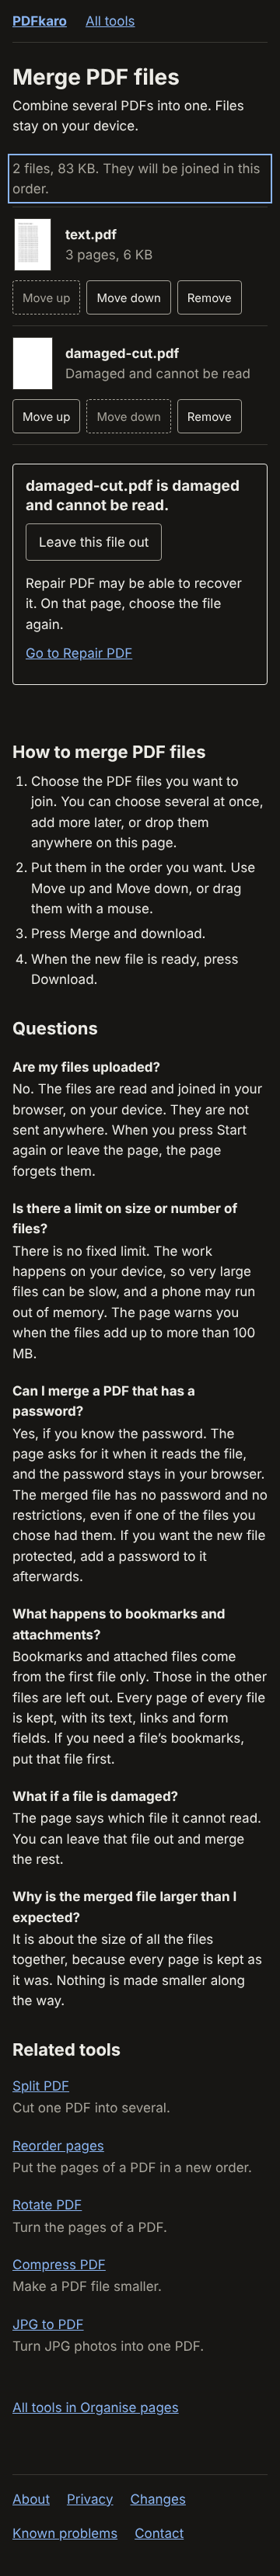 PDFkaro All tools
Merge PDF files
Combine several PDFs into one. Files
stay on your device.
2 files, 83 KB. They will be joined in this
order.
text.pdf
3 pages, 6 KB
Move up Move down Remove
damaged-cut.pdf
Damaged and cannot be read
Move up Move down Remove
damaged-cut.pdf is damaged
and cannot be read.
Leave this file out
Repair PDF may be able to recover
it. On that page, choose the file
again.
Go to Repair PDF
How to merge PDF files
1. Choose the PDF files you want to
join. You can choose several at once,
add more later, or drop them
anywhere on this page.
2. Put them in the order you want. Use
Move up and Move down, or drag
them with a mouse.
3. Press Merge and download.
4. When the new file is ready, press
Download.
Questions
Are my files uploaded?
No. The files are read and joined in your
browser, on your device. They are not
sent anywhere. When you press Start
again or leave the page, the page
forgets them.
Is there a limit on size or number of
files?
There is no fixed limit. The work
happens on your device, so very large
files can be slow, and a phone may run
out of memory. The page warns you
when the files add up to more than 100
MB.
Can I merge a PDF that has a
password?
Yes, if you know the password. The
page asks for it when it reads the file,
and the password stays in your browser.
The merged file has no password and no
restrictions, even if one of the files you
chose had them. If you want the new file
protected, add a password to it
afterwards.
What happens to bookmarks and
attachments?
Bookmarks and attached files come
from the first file only. Those in the other
files are left out. Every page of every file
is kept, with its text, links and form
fields. If you need a file’s bookmarks,
put that file first.
What if a file is damaged?
The page says which file it cannot read.
You can leave that file out and merge
the rest.
Why is the merged file larger than I
expected?
It is about the size of all the files
together, because every page is kept as
it was. Nothing is made smaller along
the way.
Related tools
Split PDF
Cut one PDF into several.
Reorder pages
Put the pages of a PDF in a new order.
Rotate PDF
Turn the pages of a PDF.
Compress PDF
Make a PDF file smaller.
JPG to PDF
Turn JPG photos into one PDF.
All tools in Organise pages
About Privacy Changes
Known problems Contact